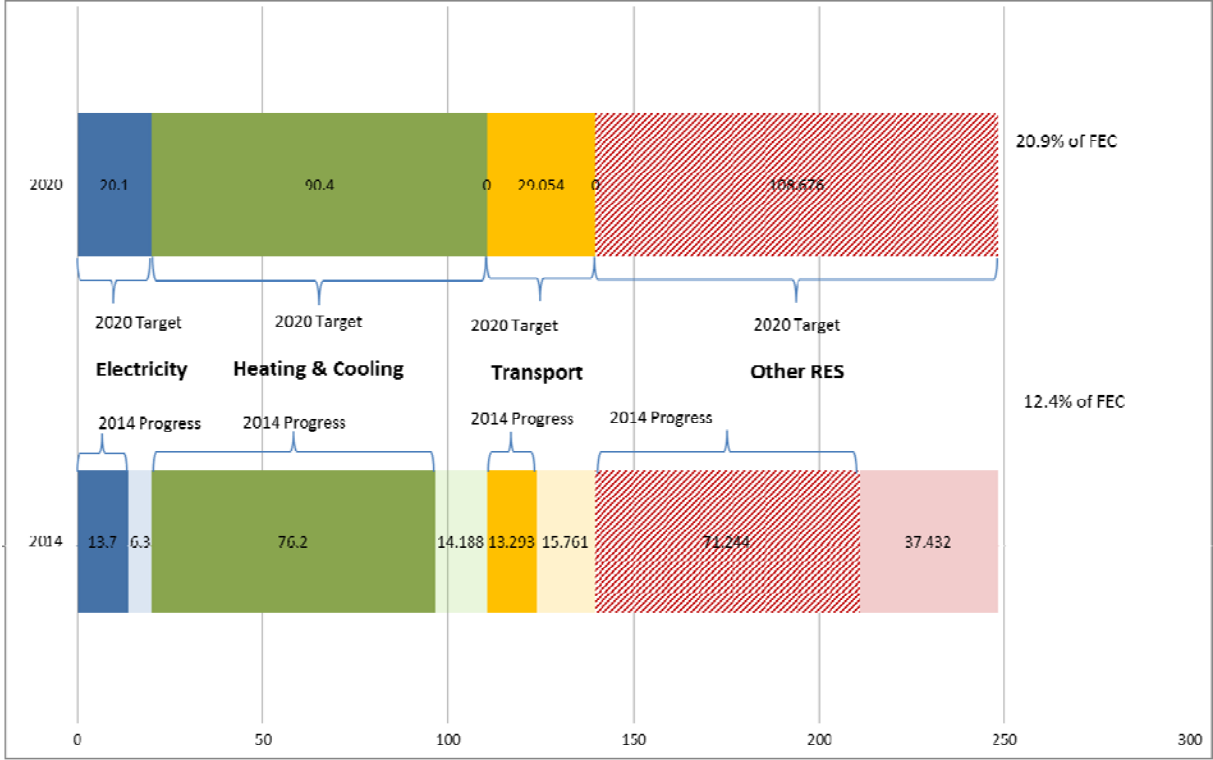 20.9% of FEC
2020 20.1 90.4 0 29.054 0 108.676
2020 Target 2020 Target 2020 Target 2020 Target
Electricity Heating & Cooling Transport Other RES
12.4% of FEC
2014 Progress 2014 Progress 2014 Progress 2014 Progress
2014 13.7 6.3 76.2 14.188 13.293 15.761 71.244 37.432
0 50 100 150 200 250 300